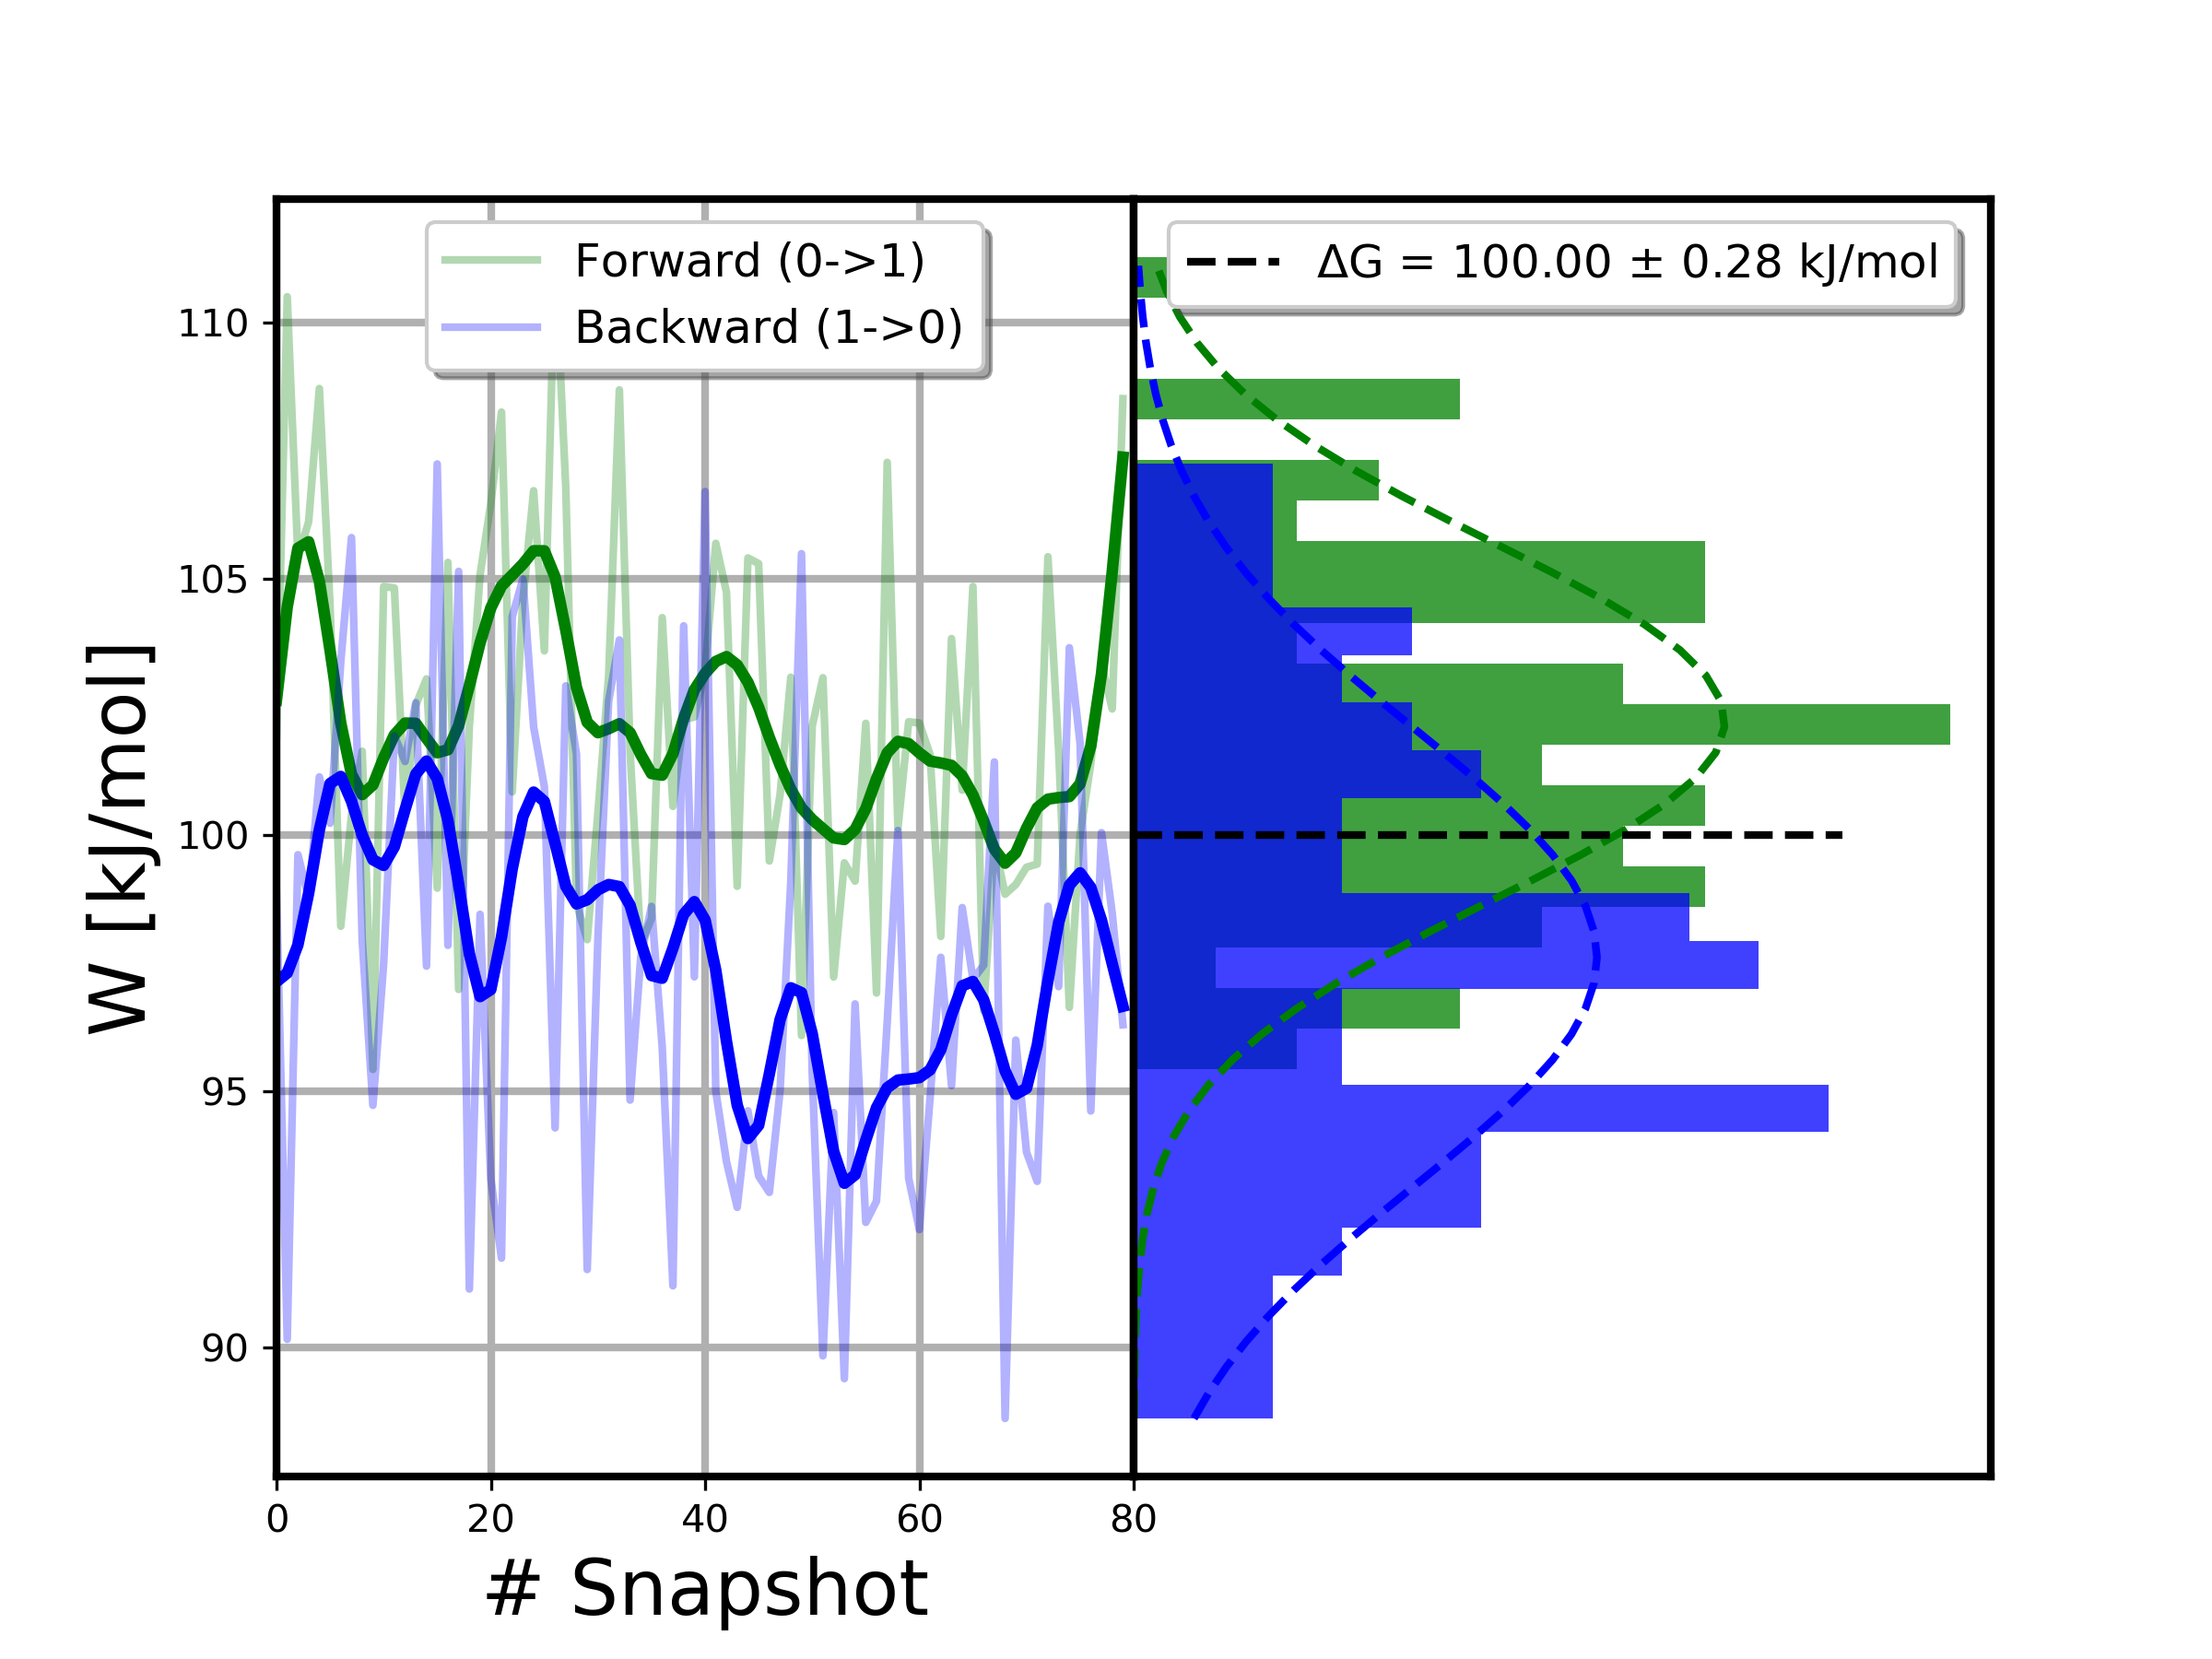 Forward (0->1)
Backward (1->0)
ΔG = 100.00 ± 0.28 kJ/mol
W [kJ/mol]
110
105
100
95
90
0 20 40 60 80
# Snapshot